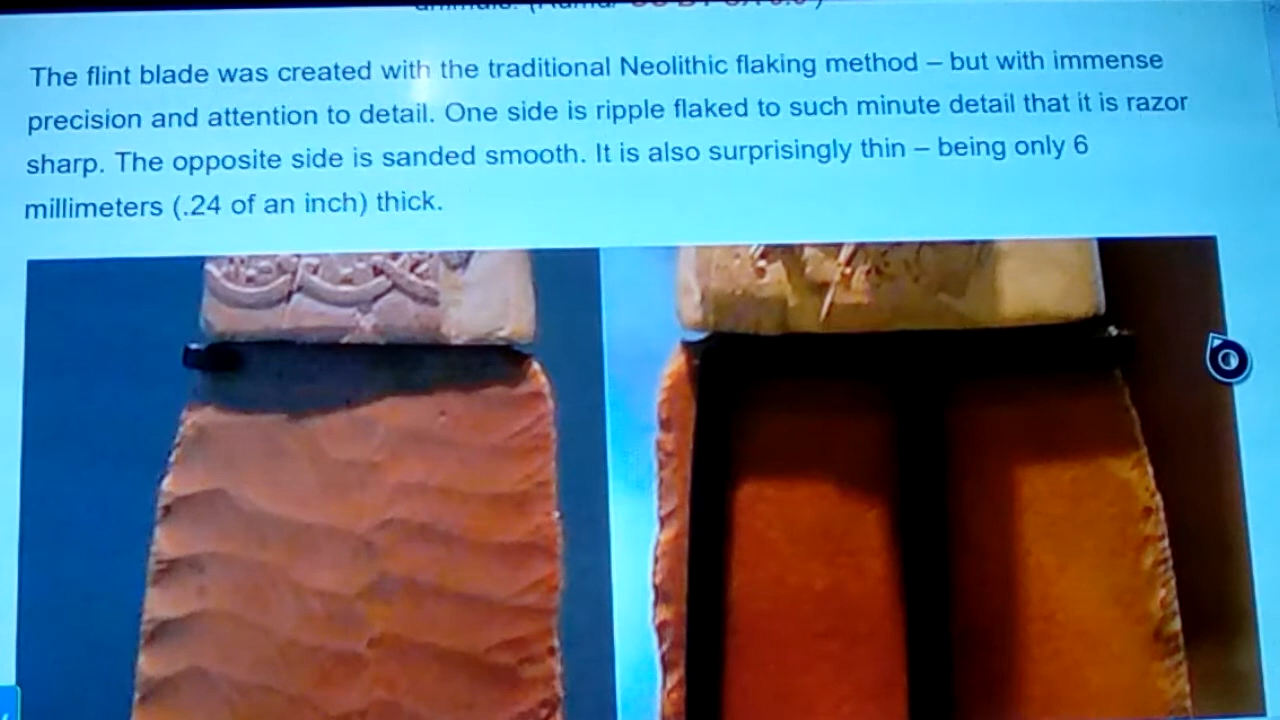 The flint blade was created with the traditional Neolithic flaking method – but with immense
precision and attention to detail. One side is ripple flaked to such minute detail that it is razor
sharp. The opposite side is sanded smooth. It is also surprisingly thin – being only 6
millimeters (.24 of an inch) thick.